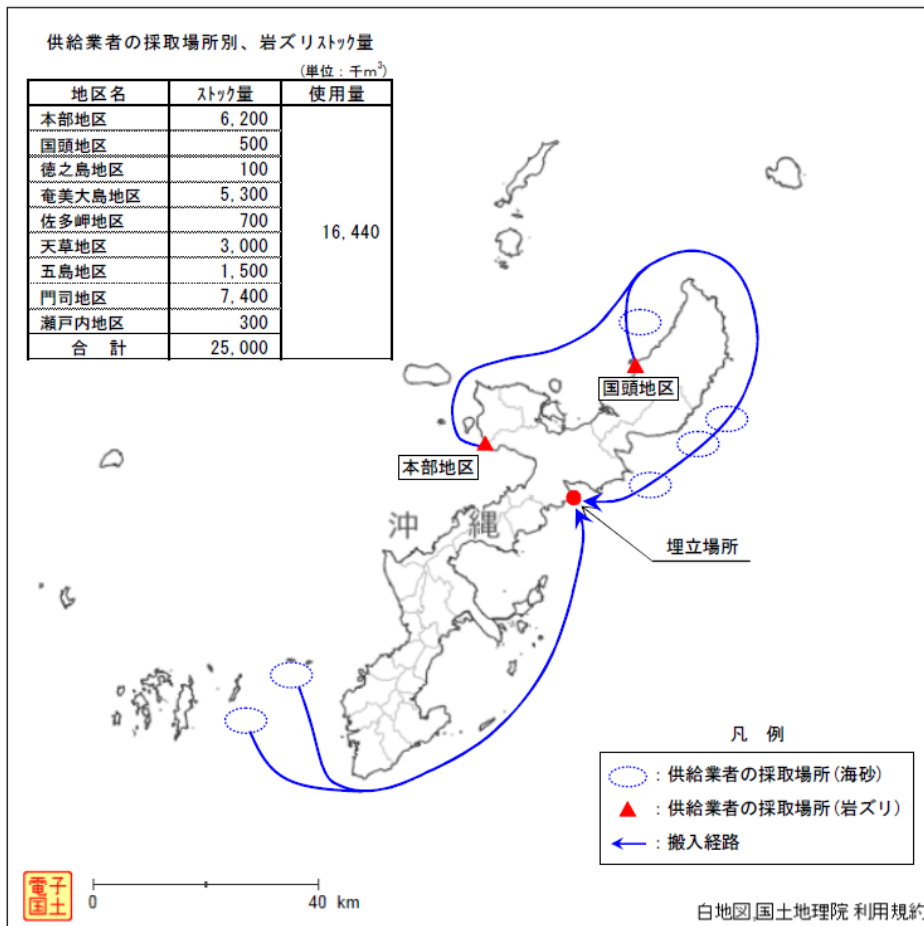 供給業者の採取場所別、岩ズリストック量
(単位：千m³)
地区名 ストック量 使用量
本部地区 6,200
国頭地区 500
徳之島地区 100
奄美大島地区 5,300
佐多岬地区 700
16,440
天草地区 3,000
五島地区 1,500
門司地区 7,400
瀬戸内地区 300
合 計 25,000
国頭地区
本部地区
沖 縄
埋立場所
凡 例
：供給業者の採取場所(海砂)
：供給業者の採取場所(岩ズリ)
：搬入経路
電子
国土
0 40 km
白地図,国土地理院 利用規約